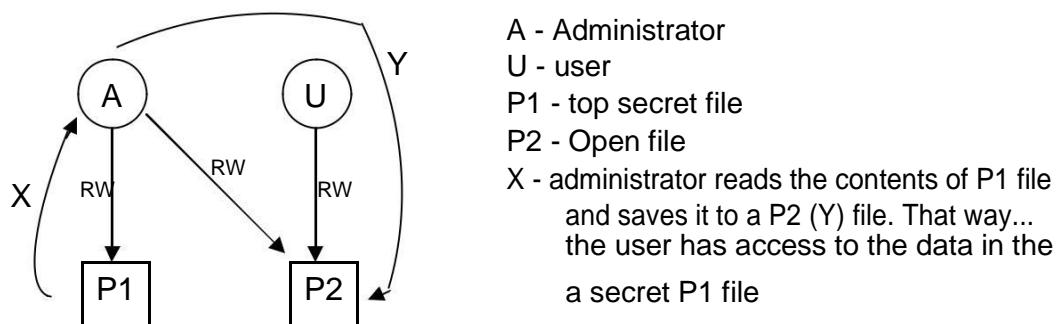 A
U
Y
X
RW
RW
RW
P1
P2
A - Administrator
U - user
P1 - top secret file
P2 - Open file
X - administrator reads the contents of P1 file
and saves it to a P2 (Y) file. That way...
the user has access to the data in the
a secret P1 file